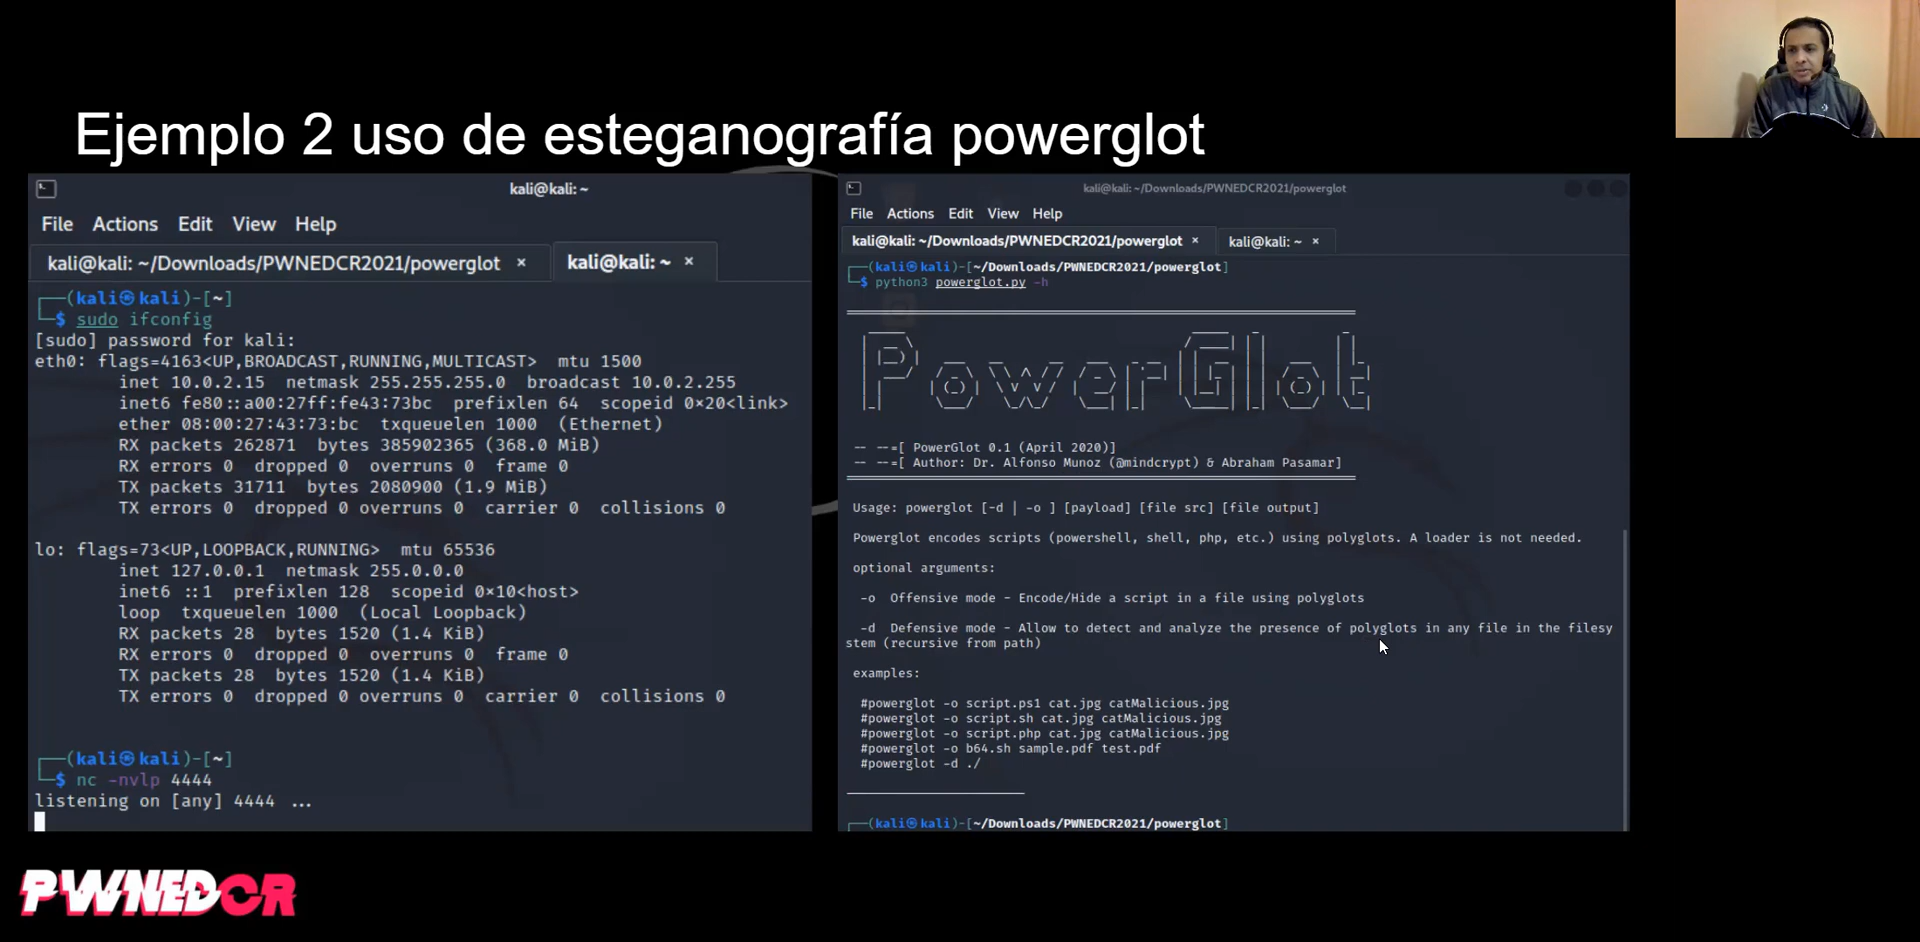 Ejemplo 2 uso de esteganografía powerglot
kali@kali: ~
File Actions Edit View Help
kali@kali: ~/Downloads/PWNEDCR2021/powerglot × kali@kali: ~ ×
┌──(kali㉿kali)-[~]
└─$ sudo ifconfig
[sudo] password for kali:
eth0: flags=4163<UP,BROADCAST,RUNNING,MULTICAST> mtu 1500
inet 10.0.2.15 netmask 255.255.255.0 broadcast 10.0.2.255
inet6 fe80::a00:27ff:fe43:73bc prefixlen 64 scopeid 0×20<link>
ether 08:00:27:43:73:bc txqueuelen 1000 (Ethernet)
RX packets 262871 bytes 385902365 (368.0 MiB)
RX errors 0 dropped 0 overruns 0 frame 0
TX packets 31711 bytes 2080900 (1.9 MiB)
TX errors 0 dropped 0 overruns 0 carrier 0 collisions 0
lo: flags=73<UP,LOOPBACK,RUNNING> mtu 65536
inet 127.0.0.1 netmask 255.0.0.0
inet6 ::1 prefixlen 128 scopeid 0×10<host>
loop txqueuelen 1000 (Local Loopback)
RX packets 28 bytes 1520 (1.4 KiB)
RX errors 0 dropped 0 overruns 0 frame 0
TX packets 28 bytes 1520 (1.4 KiB)
TX errors 0 dropped 0 overruns 0 carrier 0 collisions 0
┌──(kali㉿kali)-[~]
└─$ nc -nvlp 4444
listening on [any] 4444 ...
kali@kali: ~/Downloads/PWNEDCR2021/powerglot
File Actions Edit View Help
kali@kali: ~/Downloads/PWNEDCR2021/powerglot × kali@kali: ~ ×
┌──(kali㉿kali)-[~/Downloads/PWNEDCR2021/powerglot]
└─$ python3 powerglot.py -h
PowerGlot
-- --=[ PowerGlot 0.1 (April 2020)]
-- --=[ Author: Dr. Alfonso Munoz (@mindcrypt) & Abraham Pasamar]
Usage: powerglot [-d | -o ] [payload] [file src] [file output]
Powerglot encodes scripts (powershell, shell, php, etc.) using polyglots. A loader is not needed.
optional arguments:
-o Offensive mode - Encode/Hide a script in a file using polyglots
-d Defensive mode - Allow to detect and analyze the presence of polyglots in any file in the filesy
stem (recursive from path)
examples:
#powerglot -o script.ps1 cat.jpg catMalicious.jpg
#powerglot -o script.sh cat.jpg catMalicious.jpg
#powerglot -o script.php cat.jpg catMalicious.jpg
#powerglot -o b64.sh sample.pdf test.pdf
#powerglot -d ./
┌──(kali㉿kali)-[~/Downloads/PWNEDCR2021/powerglot]
PWNEDCR